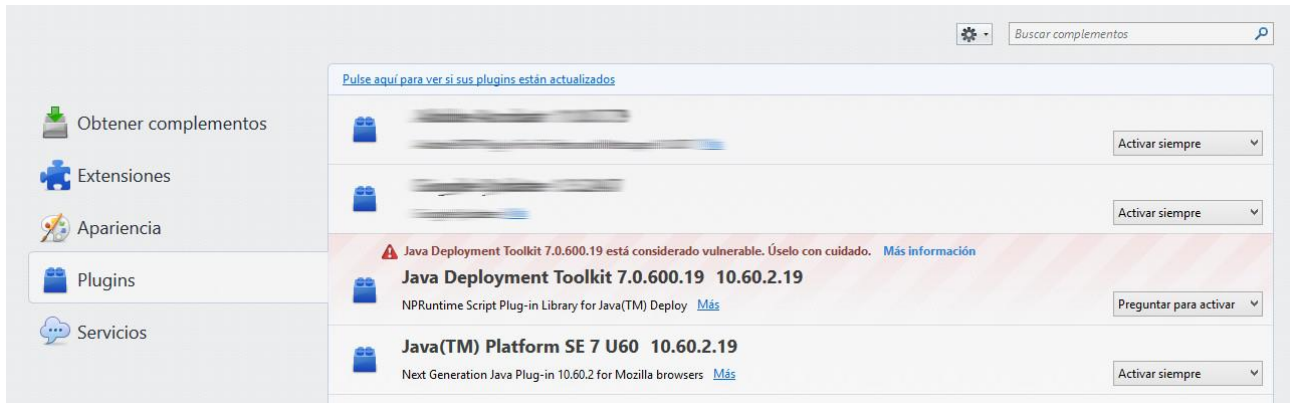 Buscar complementos
Pulse aquí para ver si sus plugins están actualizados
Obtener complementos
Extensiones
Apariencia
Plugins
Servicios
Activar siempre
Activar siempre
Java Deployment Toolkit 7.0.600.19 está considerado vulnerable. Úselo con cuidado. Más información
Java Deployment Toolkit 7.0.600.19 10.60.2.19
NPRuntime Script Plug-in Library for Java(TM) Deploy Más
Preguntar para activar
Java(TM) Platform SE 7 U60 10.60.2.19
Next Generation Java Plug-in 10.60.2 for Mozilla browsers Más
Activar siempre